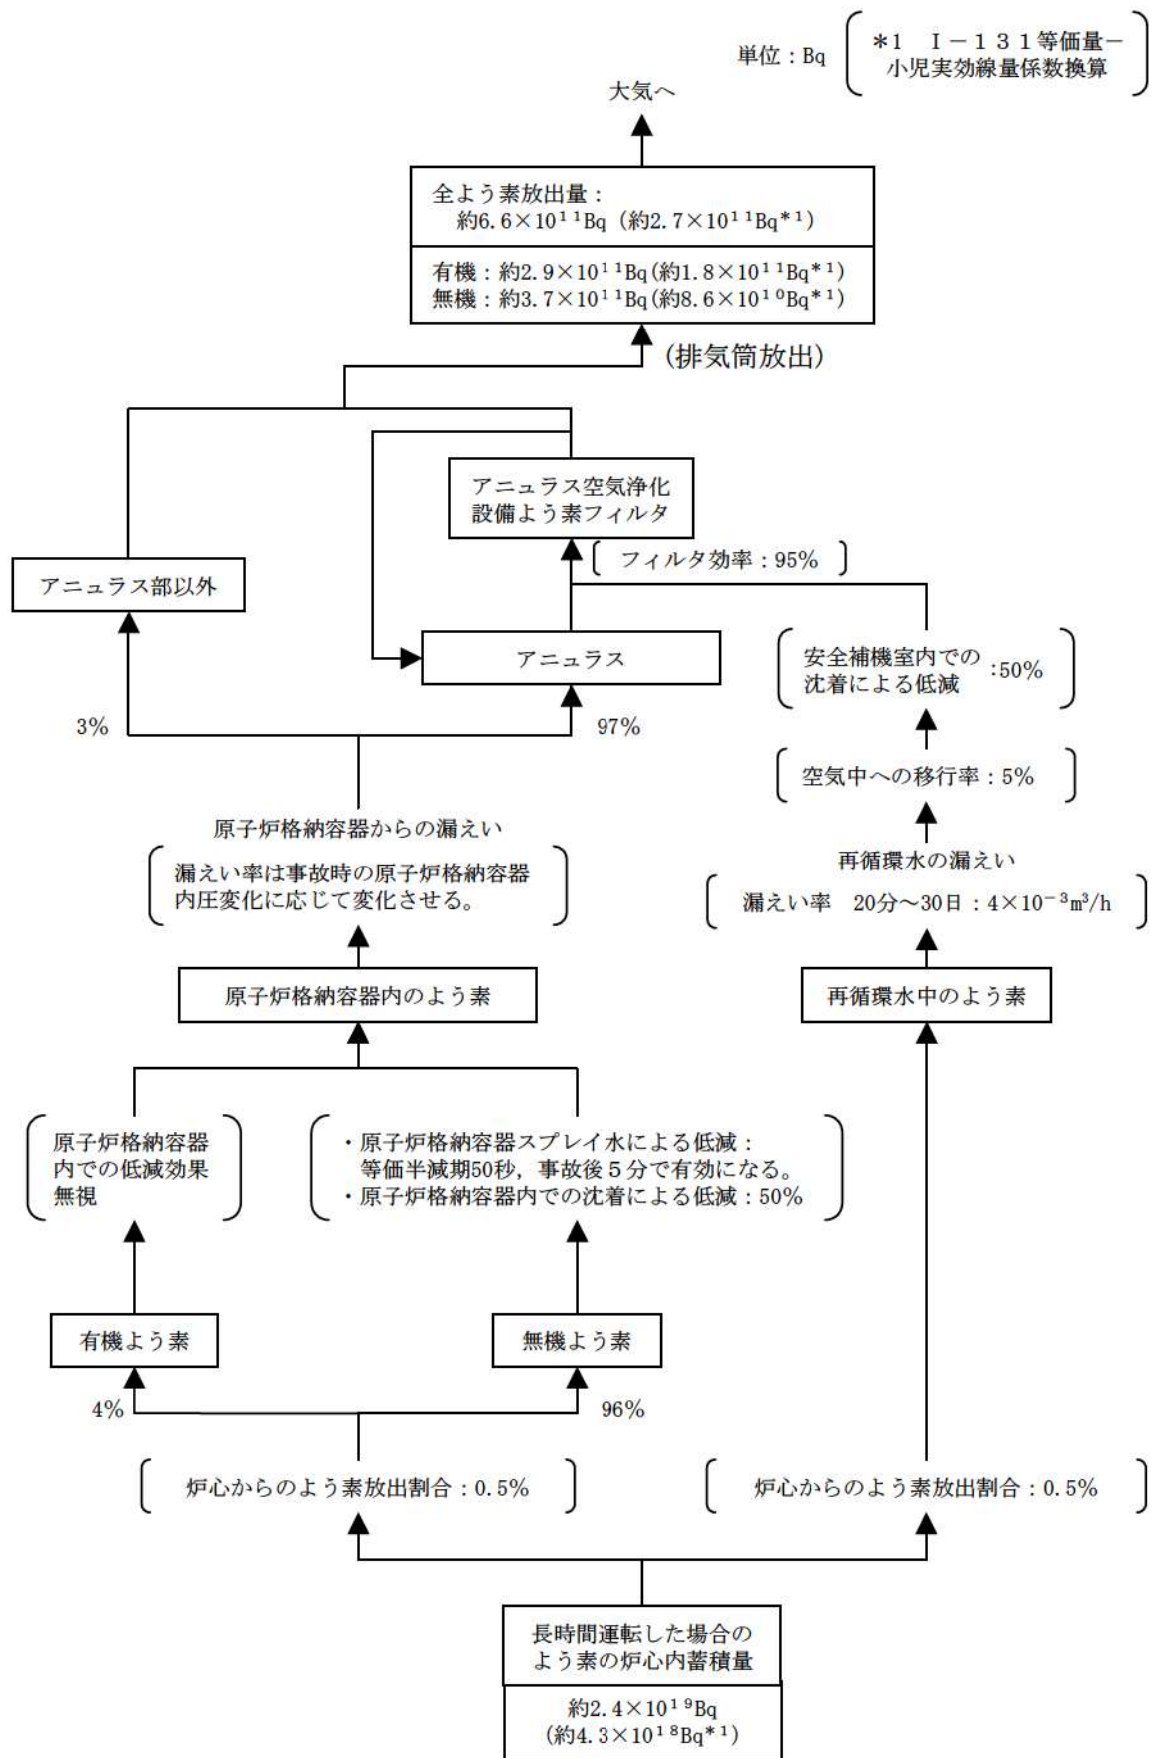 単位：Bq
＊1　Ｉ－１３１等価量－
小児実効線量係数換算
大気へ
全よう素放出量：
約6.6×10¹¹Bq（約2.7×10¹¹Bq*¹）
有機：約2.9×10¹¹Bq(約1.8×10¹¹Bq*¹)
無機：約3.7×10¹¹Bq(約8.6×10¹⁰Bq*¹)
(排気筒放出)
アニュラス空気浄化
設備よう素フィルタ
フィルタ効率：95%
アニュラス部以外
アニュラス
安全補機室内での
沈着による低減
：50%
3%
97%
空気中への移行率：5%
原子炉格納容器からの漏えい
漏えい率は事故時の原子炉格納容器
内圧変化に応じて変化させる。
再循環水の漏えい
漏えい率　20分～30日：4×10⁻³m³/h
原子炉格納容器内のよう素
再循環水中のよう素
原子炉格納容器
内での低減効果
無視
・原子炉格納容器スプレイ水による低減：
等価半減期50秒，事故後５分で有効になる。
・原子炉格納容器内での沈着による低減：50%
有機よう素
無機よう素
4%
96%
炉心からのよう素放出割合：0.5%
炉心からのよう素放出割合：0.5%
長時間運転した場合の
よう素の炉心内蓄積量
約2.4×10¹⁹Bq
(約4.3×10¹⁸Bq*¹)